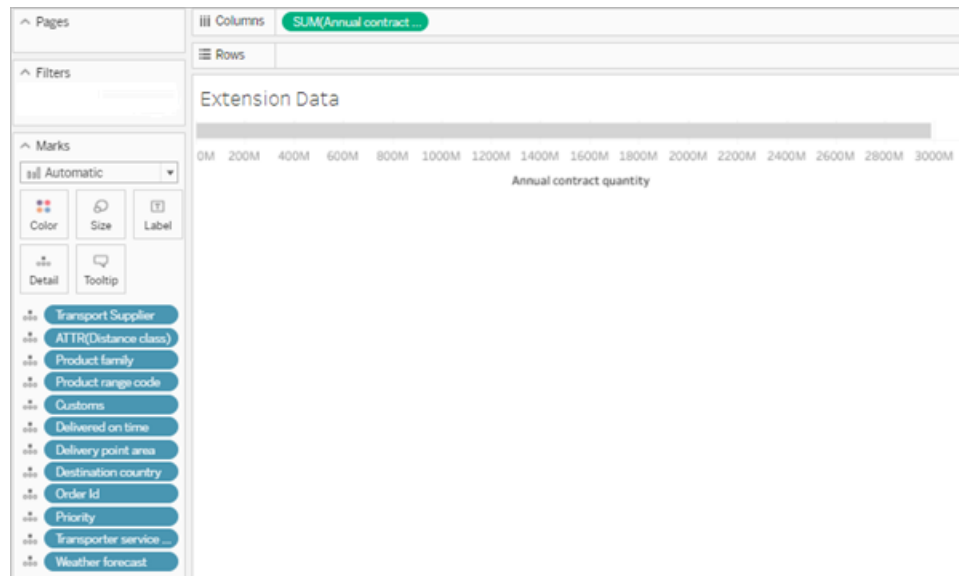 Pages
Columns
SUM(Annual contract ...
Rows
Filters
Extension Data
Marks
0M 200M 400M 600M 800M 1000M 1200M 1400M 1600M 1800M 2000M 2200M 2400M 2600M 2800M 3000M
Annual contract quantity
Automatic
Color Size Label
Detail Tooltip
Transport Supplier
ATTR(Distance class)
Product family
Product range code
Customs
Delivered on time
Delivery point area
Destination country
Order Id
Priority
Transporter service ...
Weather forecast